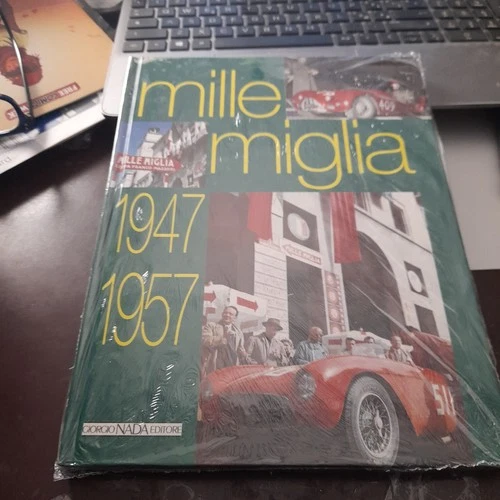 mille
miglia
MILLE MIGLIA
1947
1957
GIORGIO NADA EDITORE